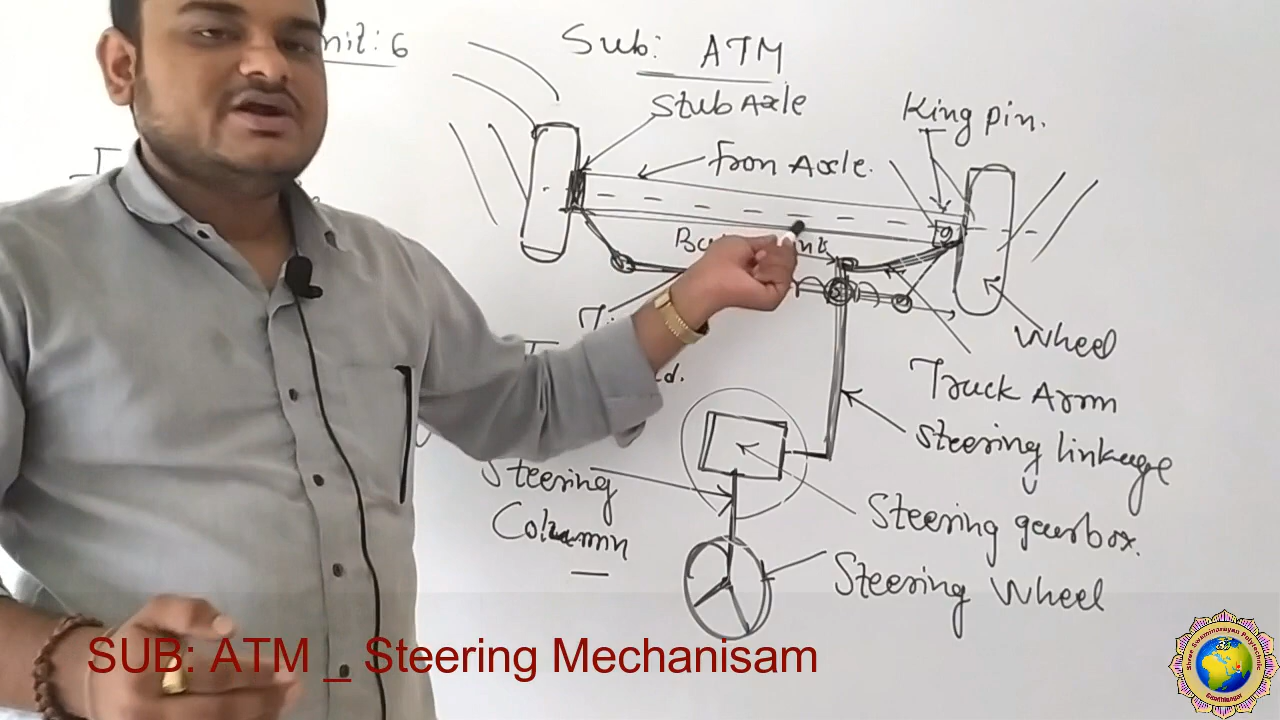 nit: 6
Sub: ATM
Stub Axle
King pin.
Fron Axle.
Wheel
Truck Arm
Steering linkage
Steering
Column
Steering gearbox.
Steering Wheel
SUB: ATM _ Steering Mechanisam